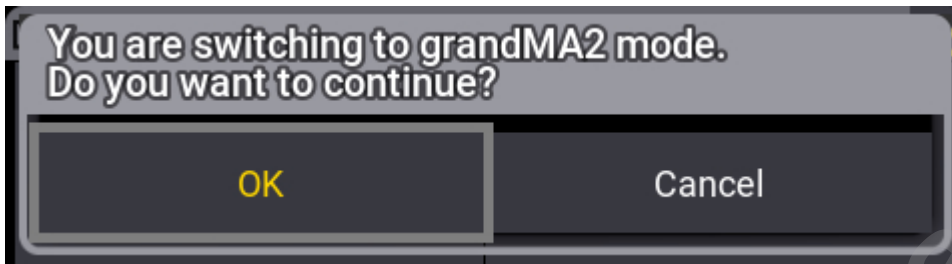 You are switching to grandMA2 mode.
Do you want to continue?
OK
Cancel